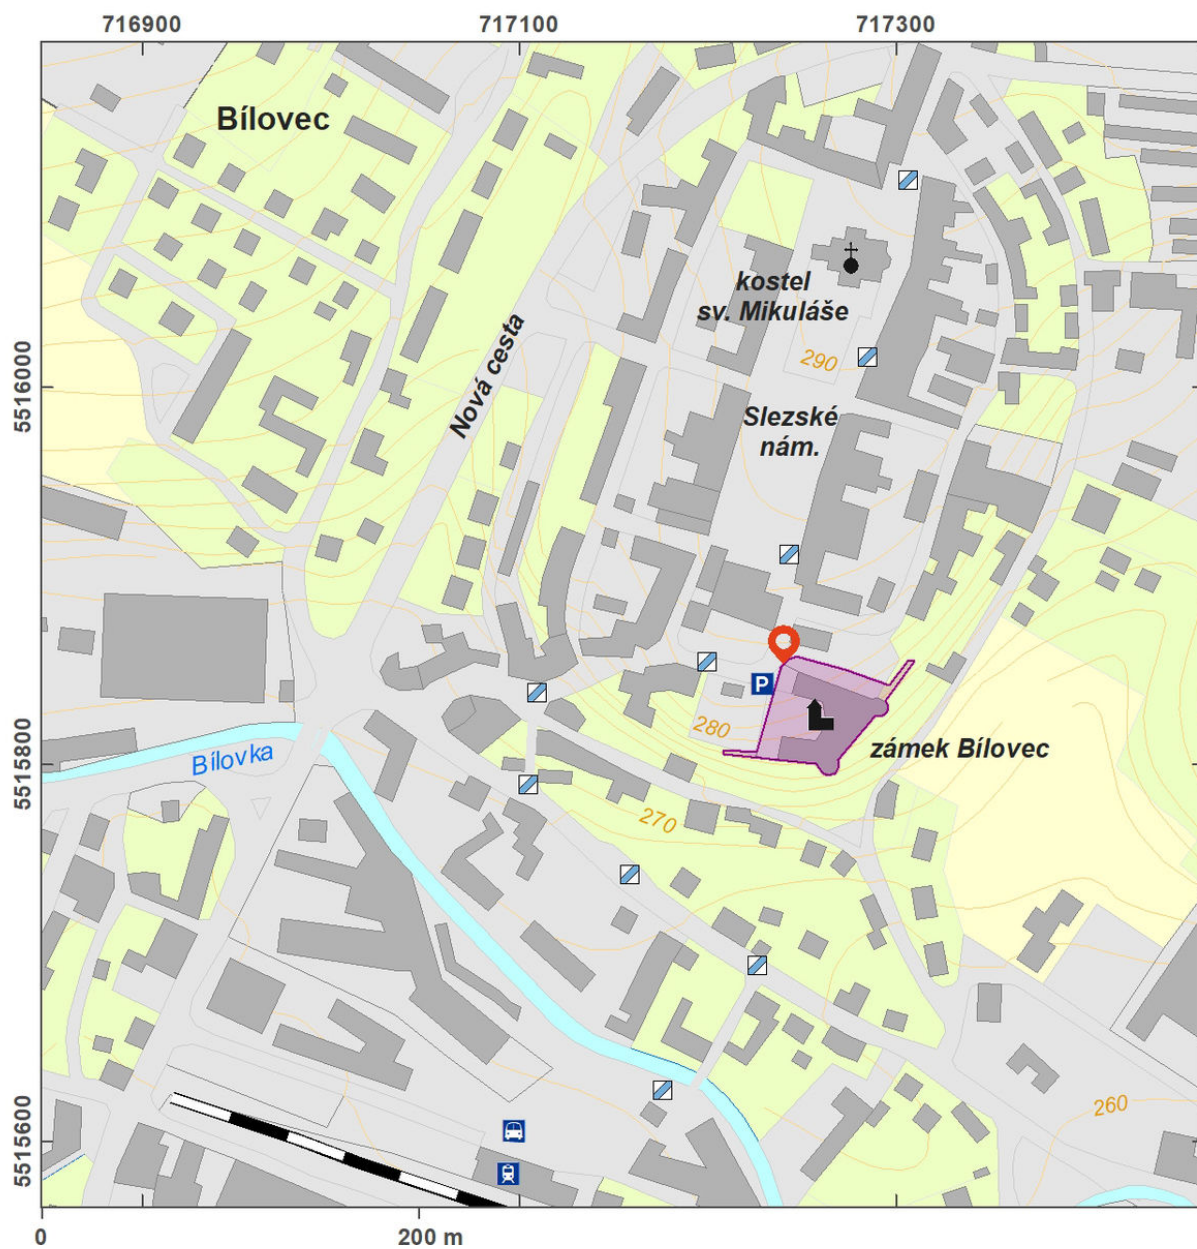 716900
717100
717300
Bílovec
kostel
sv. Mikuláše
290
5516000
Nová cesta
Slezské
nám.
P
280
Bílovka
5515800
zámek Bílovec
270
260
5515600
0
200 m